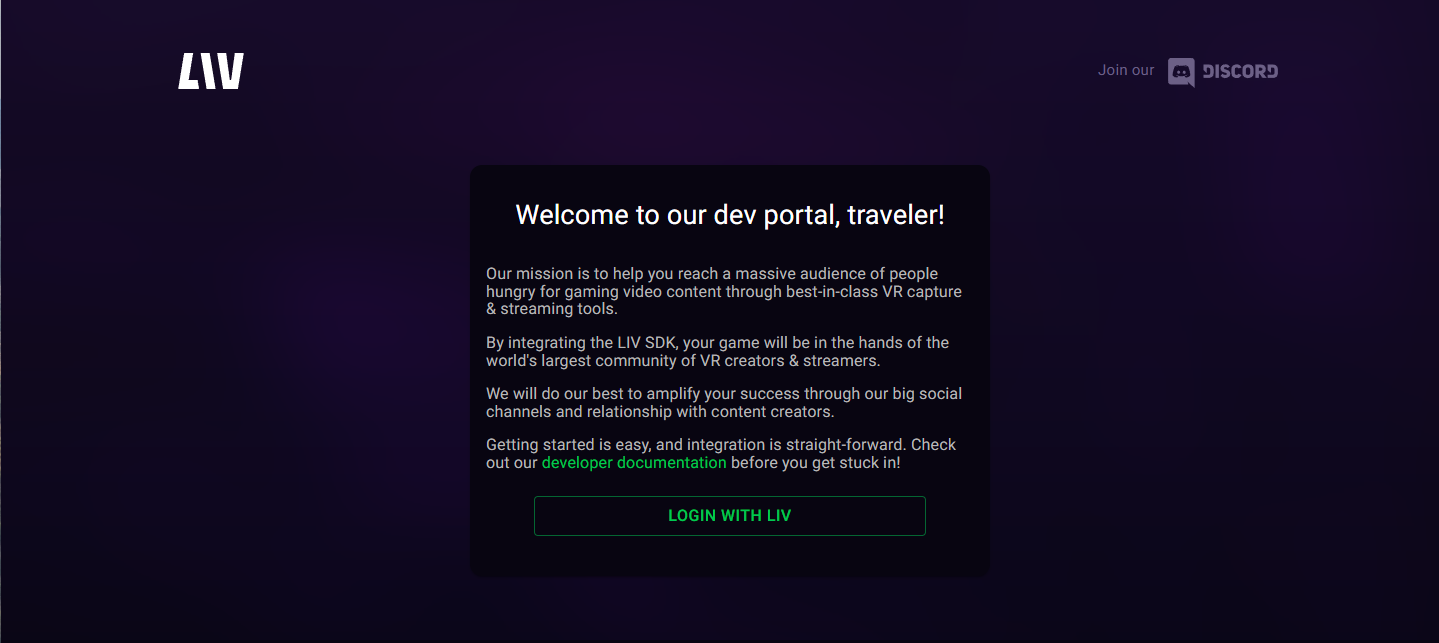 LIV
Join our DISCORD
Welcome to our dev portal, traveler!
Our mission is to help you reach a massive audience of people
hungry for gaming video content through best-in-class VR capture
& streaming tools.
By integrating the LIV SDK, your game will be in the hands of the
world's largest community of VR creators & streamers.
We will do our best to amplify your success through our big social
channels and relationship with content creators.
Getting started is easy, and integration is straight-forward. Check
out our developer documentation before you get stuck in!
LOGIN WITH LIV